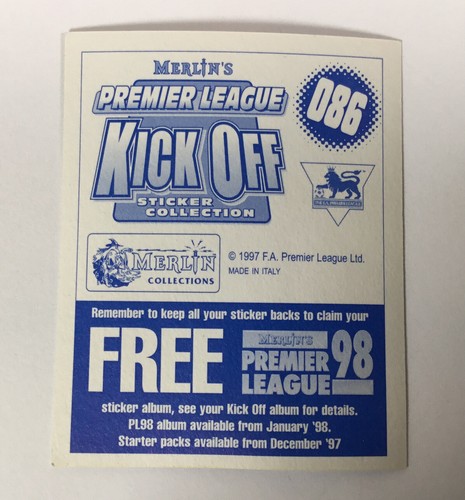 MERLIN'S
PREMIER LEAGUE
086
KICK OFF
STICKER
COLLECTION
MERLIN
COLLECTIONS
© 1997 F.A. Premier League Ltd.
MADE IN ITALY
Remember to keep all your sticker backs to claim your
FREE
MERLIN'S
PREMIER 98
LEAGUE
sticker album, see your Kick Off album for details.
PL98 album available from January '98.
Starter packs available from December '97